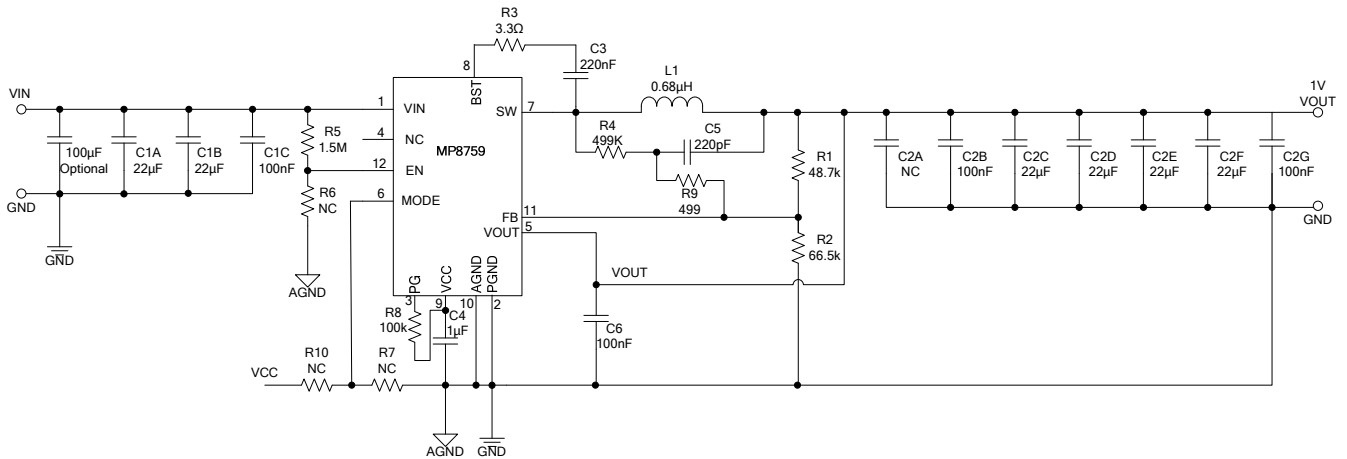 R3
3.3Ω
C3
220nF
8
BST
L1
0.68μH
VIN
1
VIN
SW
7
1V
VOUT
4
NC
R5
1.5M
MP8759
R4
499K
C5
220pF
100μF
Optional
C1A
22μF
C1B
22μF
C1C
100nF
12
EN
R1
48.7k
C2A
NC
C2B
100nF
C2C
22μF
C2D
22μF
C2E
22μF
C2F
22μF
C2G
100nF
R6
NC
6
MODE
R9
499
GND
FB
11
VOUT
5
GND
R2
66.5k
GND
AGND
PG
VCC
AGND
PGND
VOUT
3
9
10
2
R8
100k
C4
1μF
C6
100nF
VCC
R10
NC
R7
NC
AGND
GND